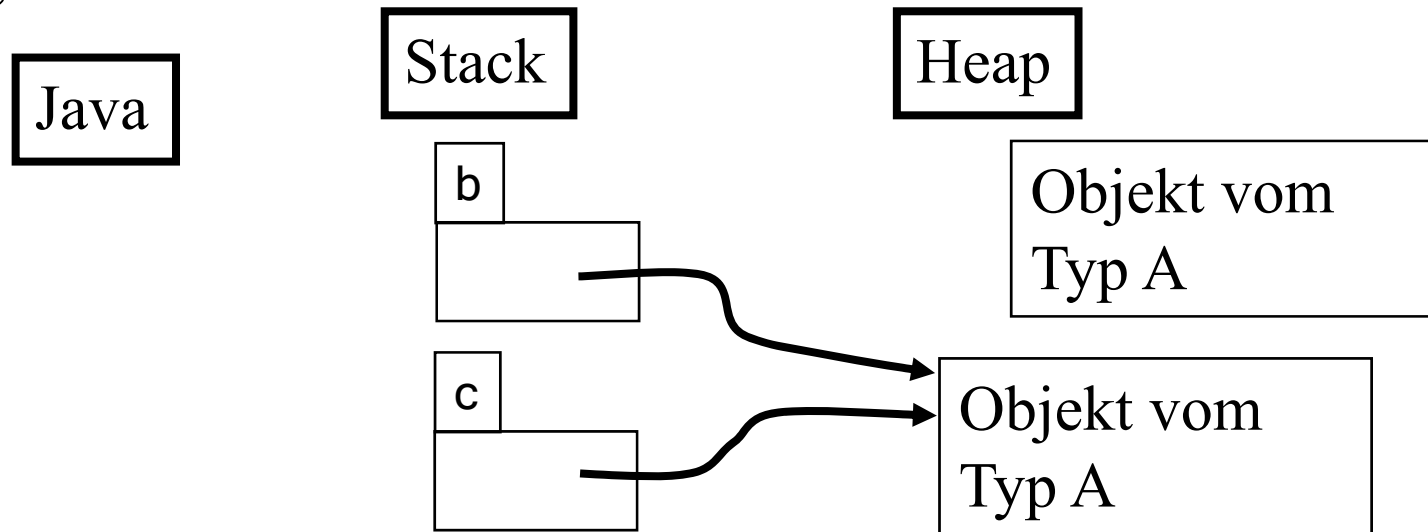 Java
Stack
Heap
b
Objekt vom
Typ A
c
Objekt vom
Typ A